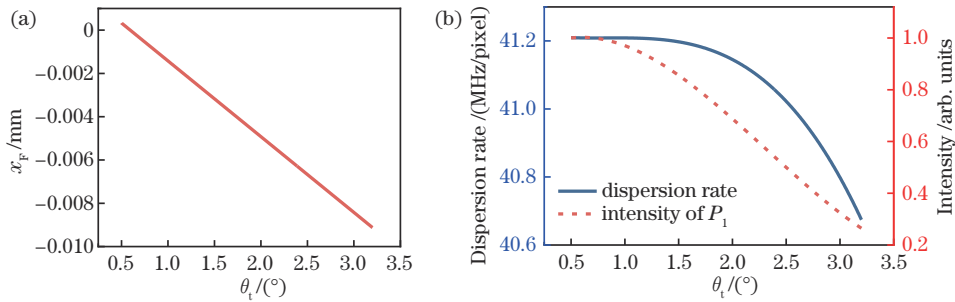 (a)
0
−0.002
−0.004
−0.006
−0.008
−0.010
x_F/mm
0.5 1.0 1.5 2.0 2.5 3.0 3.5
θ_t/(°)
(b)
Dispersion rate /(MHz/pixel)
41.2
41.0
40.8
40.6
dispersion rate
intensity of P_1
0.5 1.0 1.5 2.0 2.5 3.0 3.5
θ_t/(°)
1.0
0.8
0.6
0.4
0.2
Intensity /arb. units